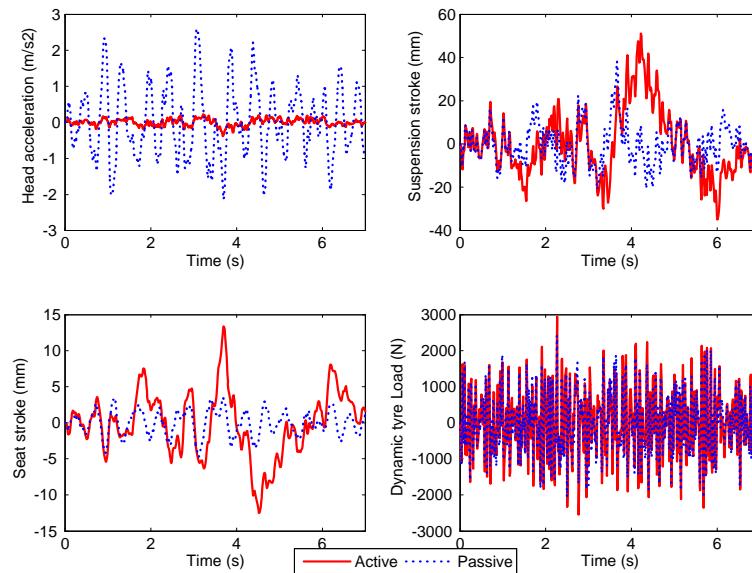 Head acceleration (m/s2)
3
2
1
0
-1
-2
-3
0 2 4 6
Time (s)
Suspension stroke (mm)
60
40
20
0
-20
-40
0 2 4 6
Time (s)
Seat stroke (mm)
15
10
5
0
-5
-10
-15
0 2 4 6
Time (s)
Dynamic tyre Load (N)
3000
2000
1000
0
-1000
-2000
-3000
0 2 4 6
Time (s)
Active Passive